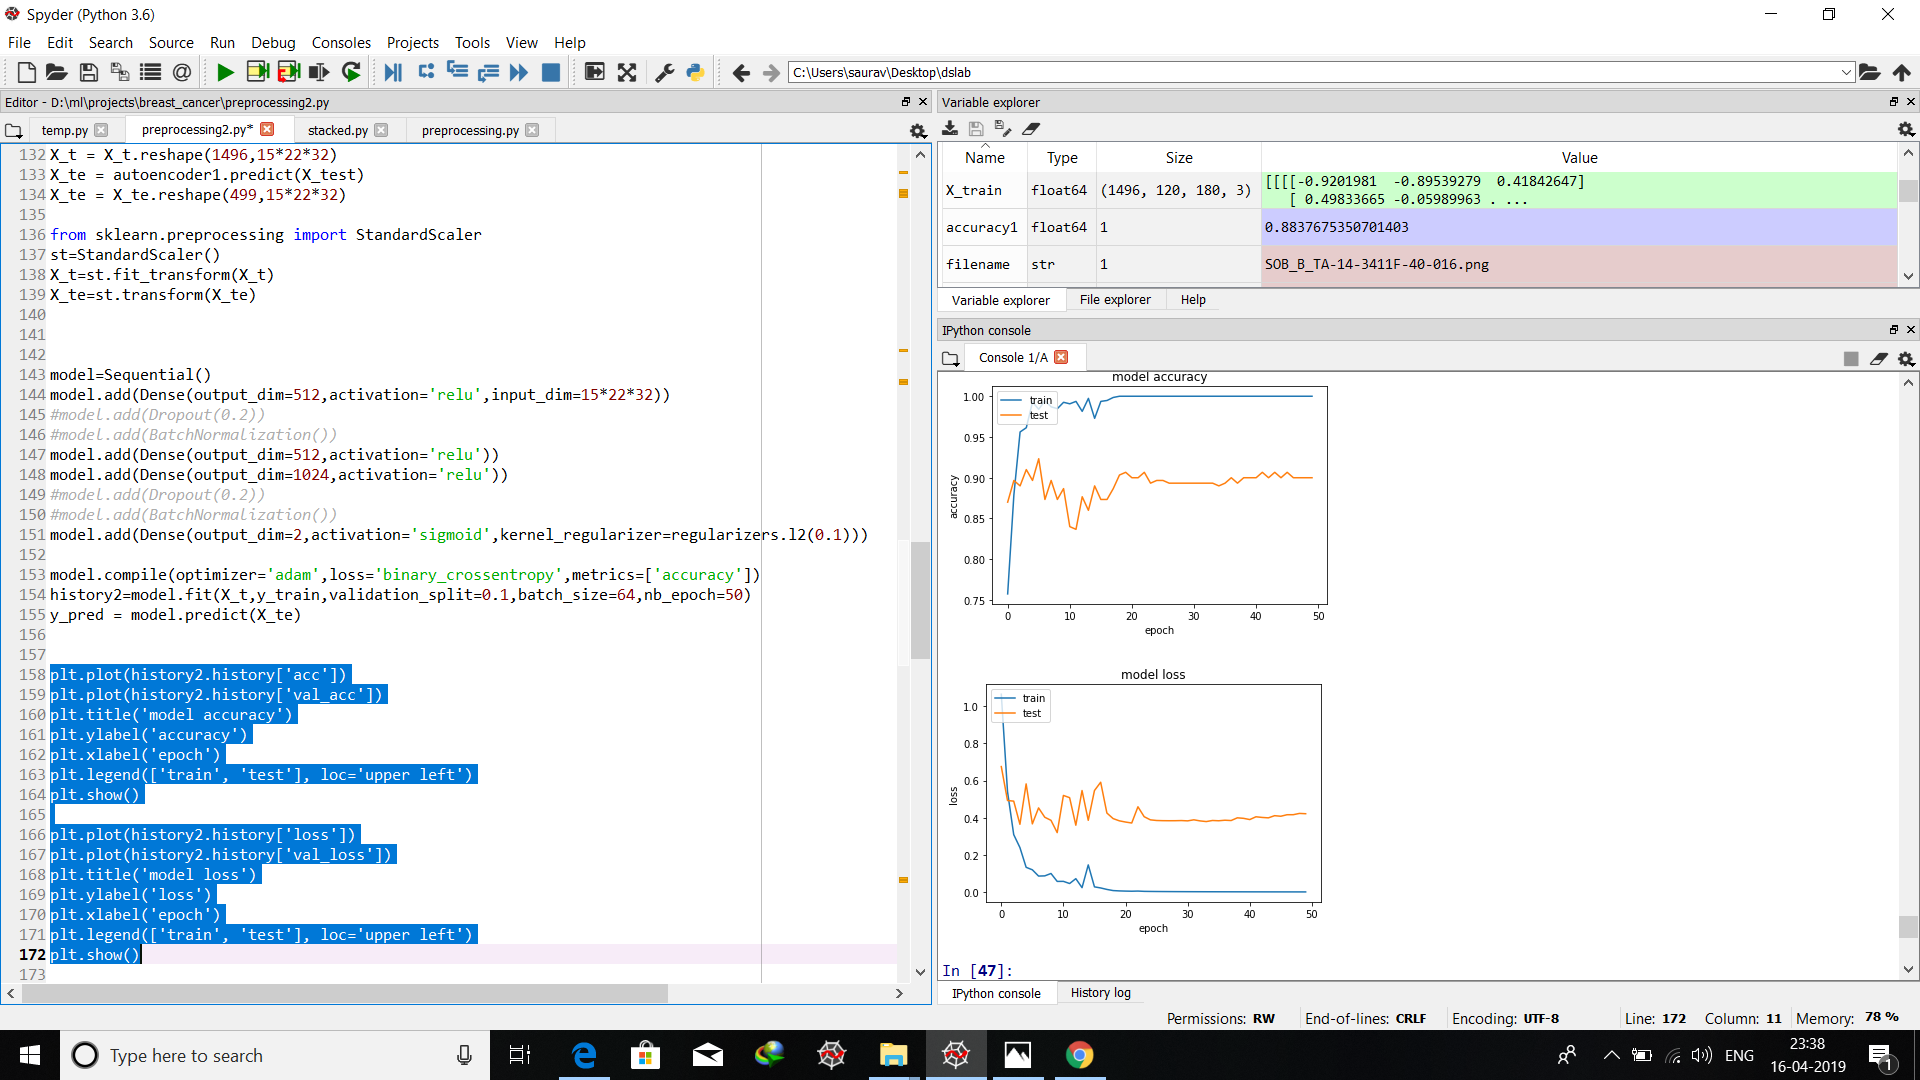 Spyder (Python 3.6)
File Edit Search Source Run Debug Consoles Projects Tools View Help
C:\Users\saurav\Desktop\dslab
Editor - D:\ml\projects\breast_cancer\preprocessing2.py
temp.py preprocessing2.py* stacked.py preprocessing.py
132 X_t = X_t.reshape(1496,15*22*32)
133 X_te = autoencoder1.predict(X_test)
134 X_te = X_te.reshape(499,15*22*32)
135
136 from sklearn.preprocessing import StandardScaler
137 st=StandardScaler()
138 X_t=st.fit_transform(X_t)
139 X_te=st.transform(X_te)
140
141
142
143 model=Sequential()
144 model.add(Dense(output_dim=512,activation='relu',input_dim=15*22*32))
145 #model.add(Dropout(0.2))
146 #model.add(BatchNormalization())
147 model.add(Dense(output_dim=512,activation='relu'))
148 model.add(Dense(output_dim=1024,activation='relu'))
149 #model.add(Dropout(0.2))
150 #model.add(BatchNormalization())
151 model.add(Dense(output_dim=2,activation='sigmoid',kernel_regularizer=regularizers.l2(0.1)))
152
153 model.compile(optimizer='adam',loss='binary_crossentropy',metrics=['accuracy'])
154 history2=model.fit(X_t,y_train,validation_split=0.1,batch_size=64,nb_epoch=50)
155 y_pred = model.predict(X_te)
156
157
158 plt.plot(history2.history['acc'])
159 plt.plot(history2.history['val_acc'])
160 plt.title('model accuracy')
161 plt.ylabel('accuracy')
162 plt.xlabel('epoch')
163 plt.legend(['train', 'test'], loc='upper left')
164 plt.show()
165
166 plt.plot(history2.history['loss'])
167 plt.plot(history2.history['val_loss'])
168 plt.title('model loss')
169 plt.ylabel('loss')
170 plt.xlabel('epoch')
171 plt.legend(['train', 'test'], loc='upper left')
172 plt.show()
173
Variable explorer
Name Type Size Value
X_train float64 (1496, 120, 180, 3) [[[[-0.9201981 -0.89539279 0.41842647]
[ 0.49833665 -0.05989963 . ...
accuracy1 float64 1 0.8837675350701403
filename str 1 SOB_B_TA-14-3411F-40-016.png
Variable explorer File explorer Help
IPython console
Console 1/A
model accuracy
train
test
1.00
0.95
0.90
0.85
0.80
0.75
accuracy
0 10 20 30 40 50
epoch
model loss
train
test
1.0
0.8
0.6
0.4
0.2
0.0
loss
0 10 20 30 40 50
epoch
In [47]:
IPython console History log
Permissions: RW End-of-lines: CRLF Encoding: UTF-8 Line: 172 Column: 11 Memory: 78 %
Type here to search
ENG
23:38
16-04-2019
1